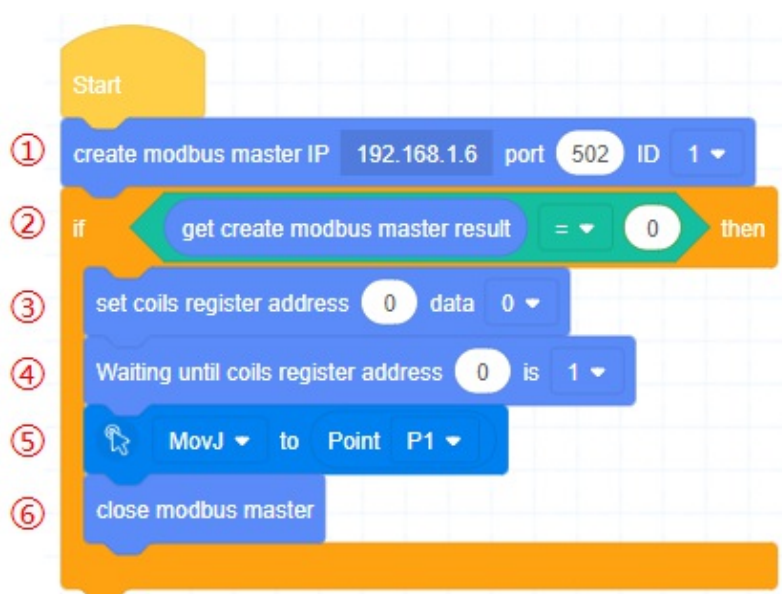 Start
① create modbus master IP 192.168.1.6 port 502 ID 1
② if get create modbus master result = 0 then
③ set coils register address 0 data 0
④ Waiting until coils register address 0 is 1
⑤ MovJ to Point P1
⑥ close modbus master